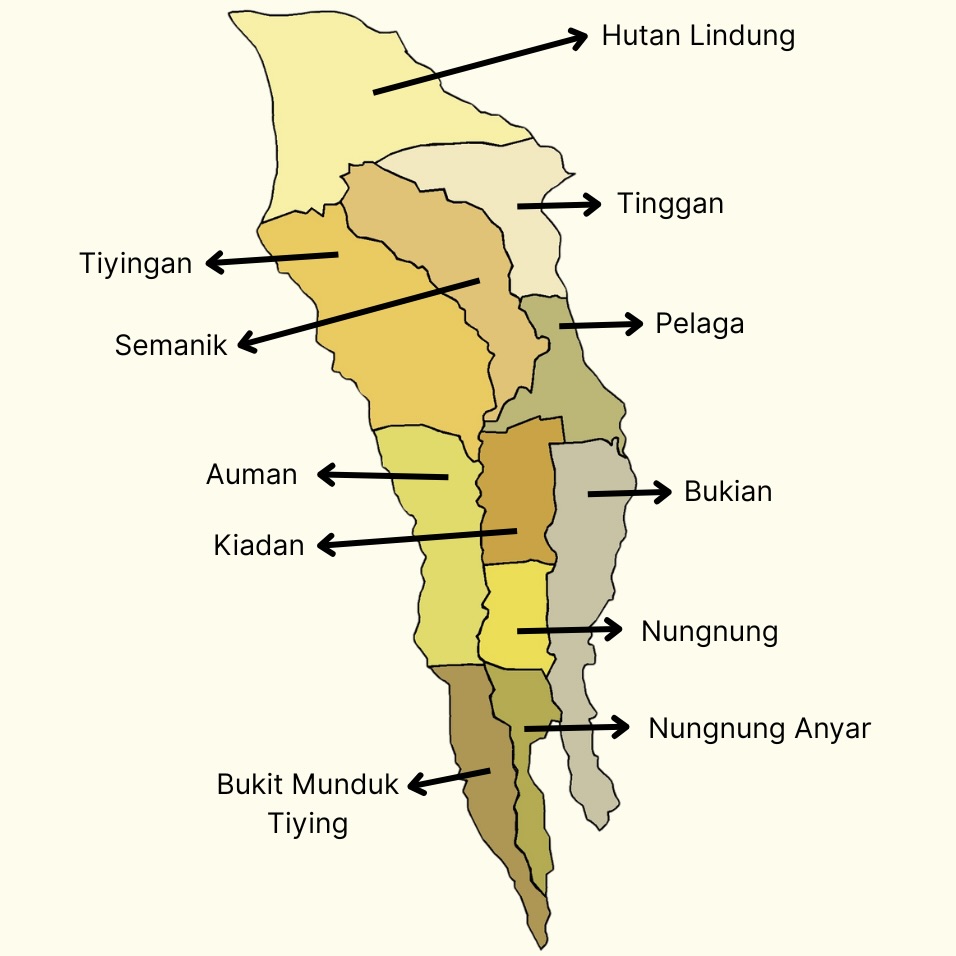 Hutan Lindung
Tinggan
Tiyingan
Pelaga
Semanik
Auman
Bukian
Kiadan
Nungnung
Nungnung Anyar
Bukit Munduk
Tiying